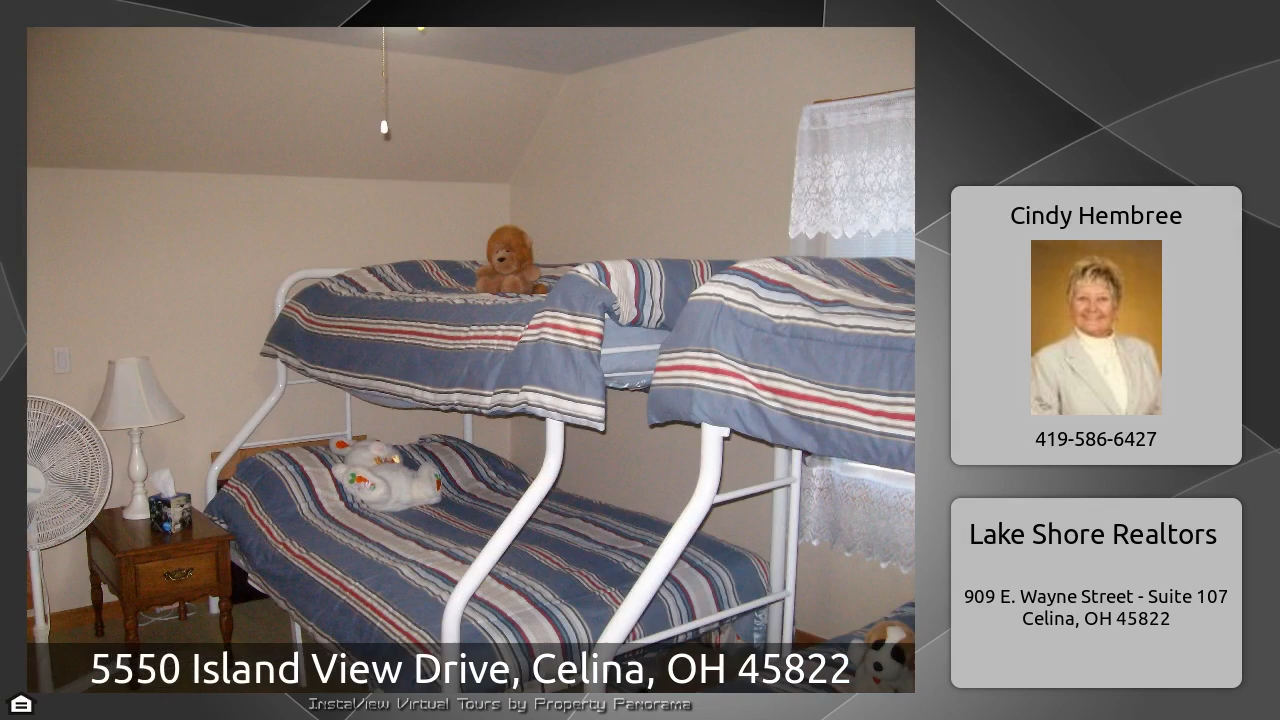 Cindy Hembree
419-586-6427
Lake Shore Realtors
909 E. Wayne Street - Suite 107
Celina, OH 45822
5550 Island View Drive, Celina, OH 45822
InstaView Virtual Tours by Property Panorama